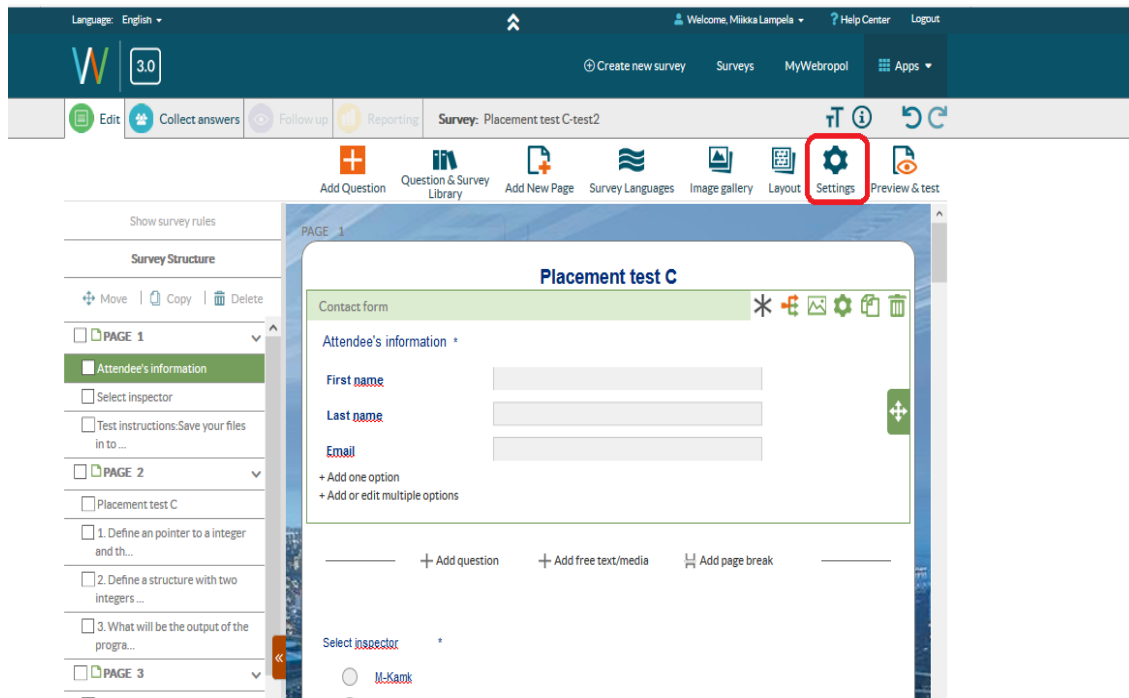 Language: English
Welcome, Miikka Lampela
? Help Center
Logout
W 3.0
Create new survey
Surveys
MyWebropol
Apps
Edit
Collect answers
Follow up
Reporting
Survey: Placement test C-test2
Add Question
Question & Survey
Library
Add New Page
Survey Languages
Image gallery
Layout
Settings
Preview & test
Show survey rules
Survey Structure
Move | Copy | Delete
PAGE 1
Attendee's information
Select inspector
Test instructions:Save your files
in to ...
PAGE 2
Placement test C
1. Define an pointer to a integer
and th...
2. Define a structure with two
integers ...
3. What will be the output of the
progra...
PAGE 3
PAGE 1
Placement test C
Contact form
Attendee's information *
First name
Last name
Email
+ Add one option
+ Add or edit multiple options
Add question
Add free text/media
Add page break
Select inspector *
M-Kamk